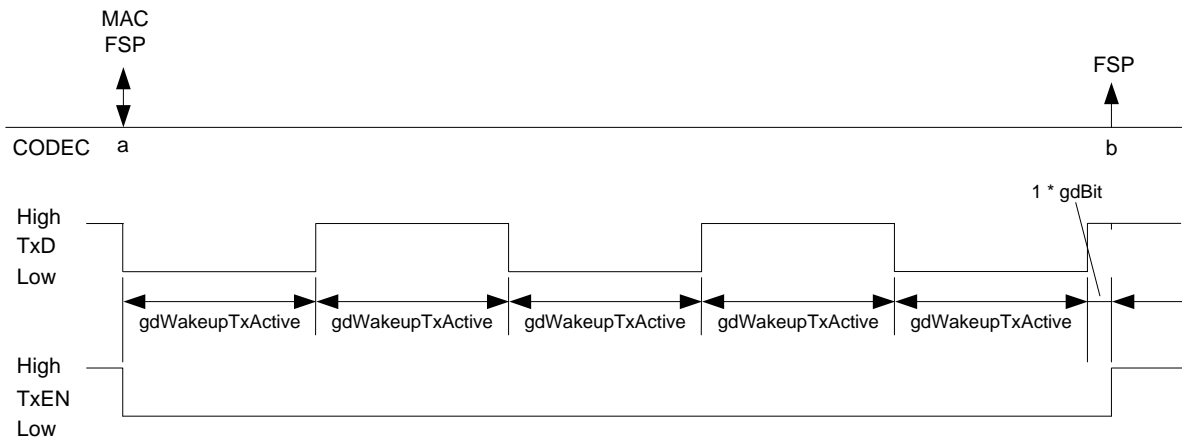 MAC
FSP
FSP
CODEC a b
1 * gdBit
High
TxD
Low
gdWakeupTxActive gdWakeupTxActive gdWakeupTxActive gdWakeupTxActive gdWakeupTxActive
High
TxEN
Low